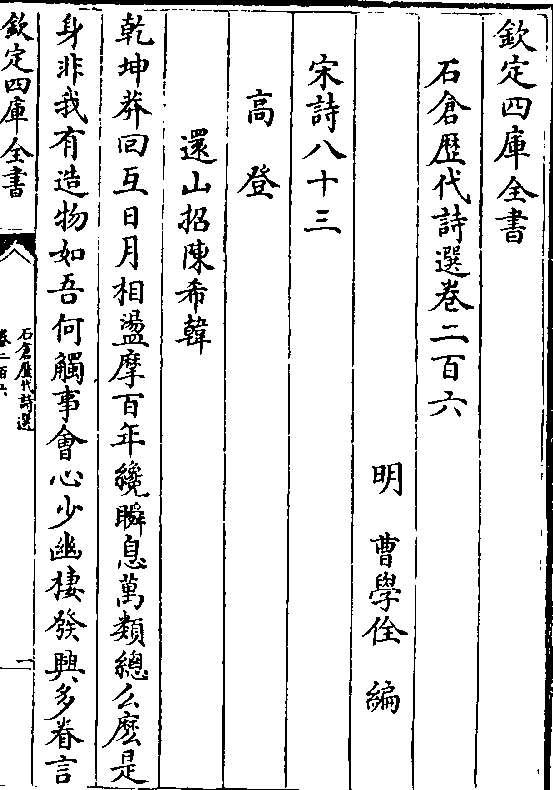 欽定四庫全書
石倉歴代詩選卷二百六
明 曹學佺 編
宋詩八十三
高登
還山招陳希韓
乾坤莽回互日月相盪摩百年纔瞬息萬類總么麽是
身非我有造物如吾何觸事會心少幽棲發興多眷言
欽定四庫全書
石倉歴代詩選
卷二百六
一